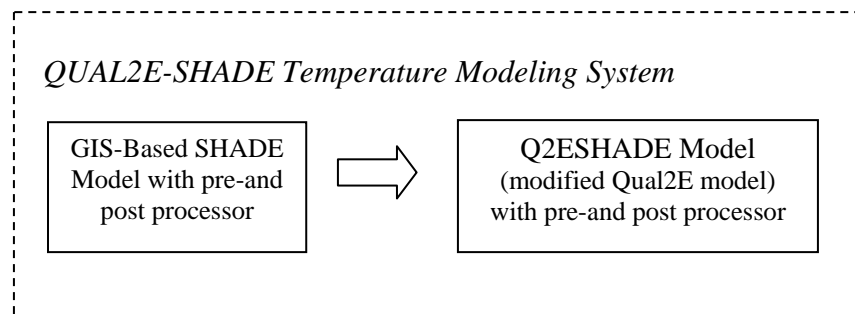 QUAL2E-SHADE Temperature Modeling System
GIS-Based SHADE
Model with pre-and
post processor
Q2ESHADE Model
(modified Qual2E model)
with pre-and post processor